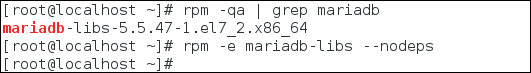 [root@localhost ~]# rpm -qa | grep mariadb
mariadb-libs-5.5.47-1.el7_2.x86_64
[root@localhost ~]# rpm -e mariadb-libs --nodeps
[root@localhost ~]#